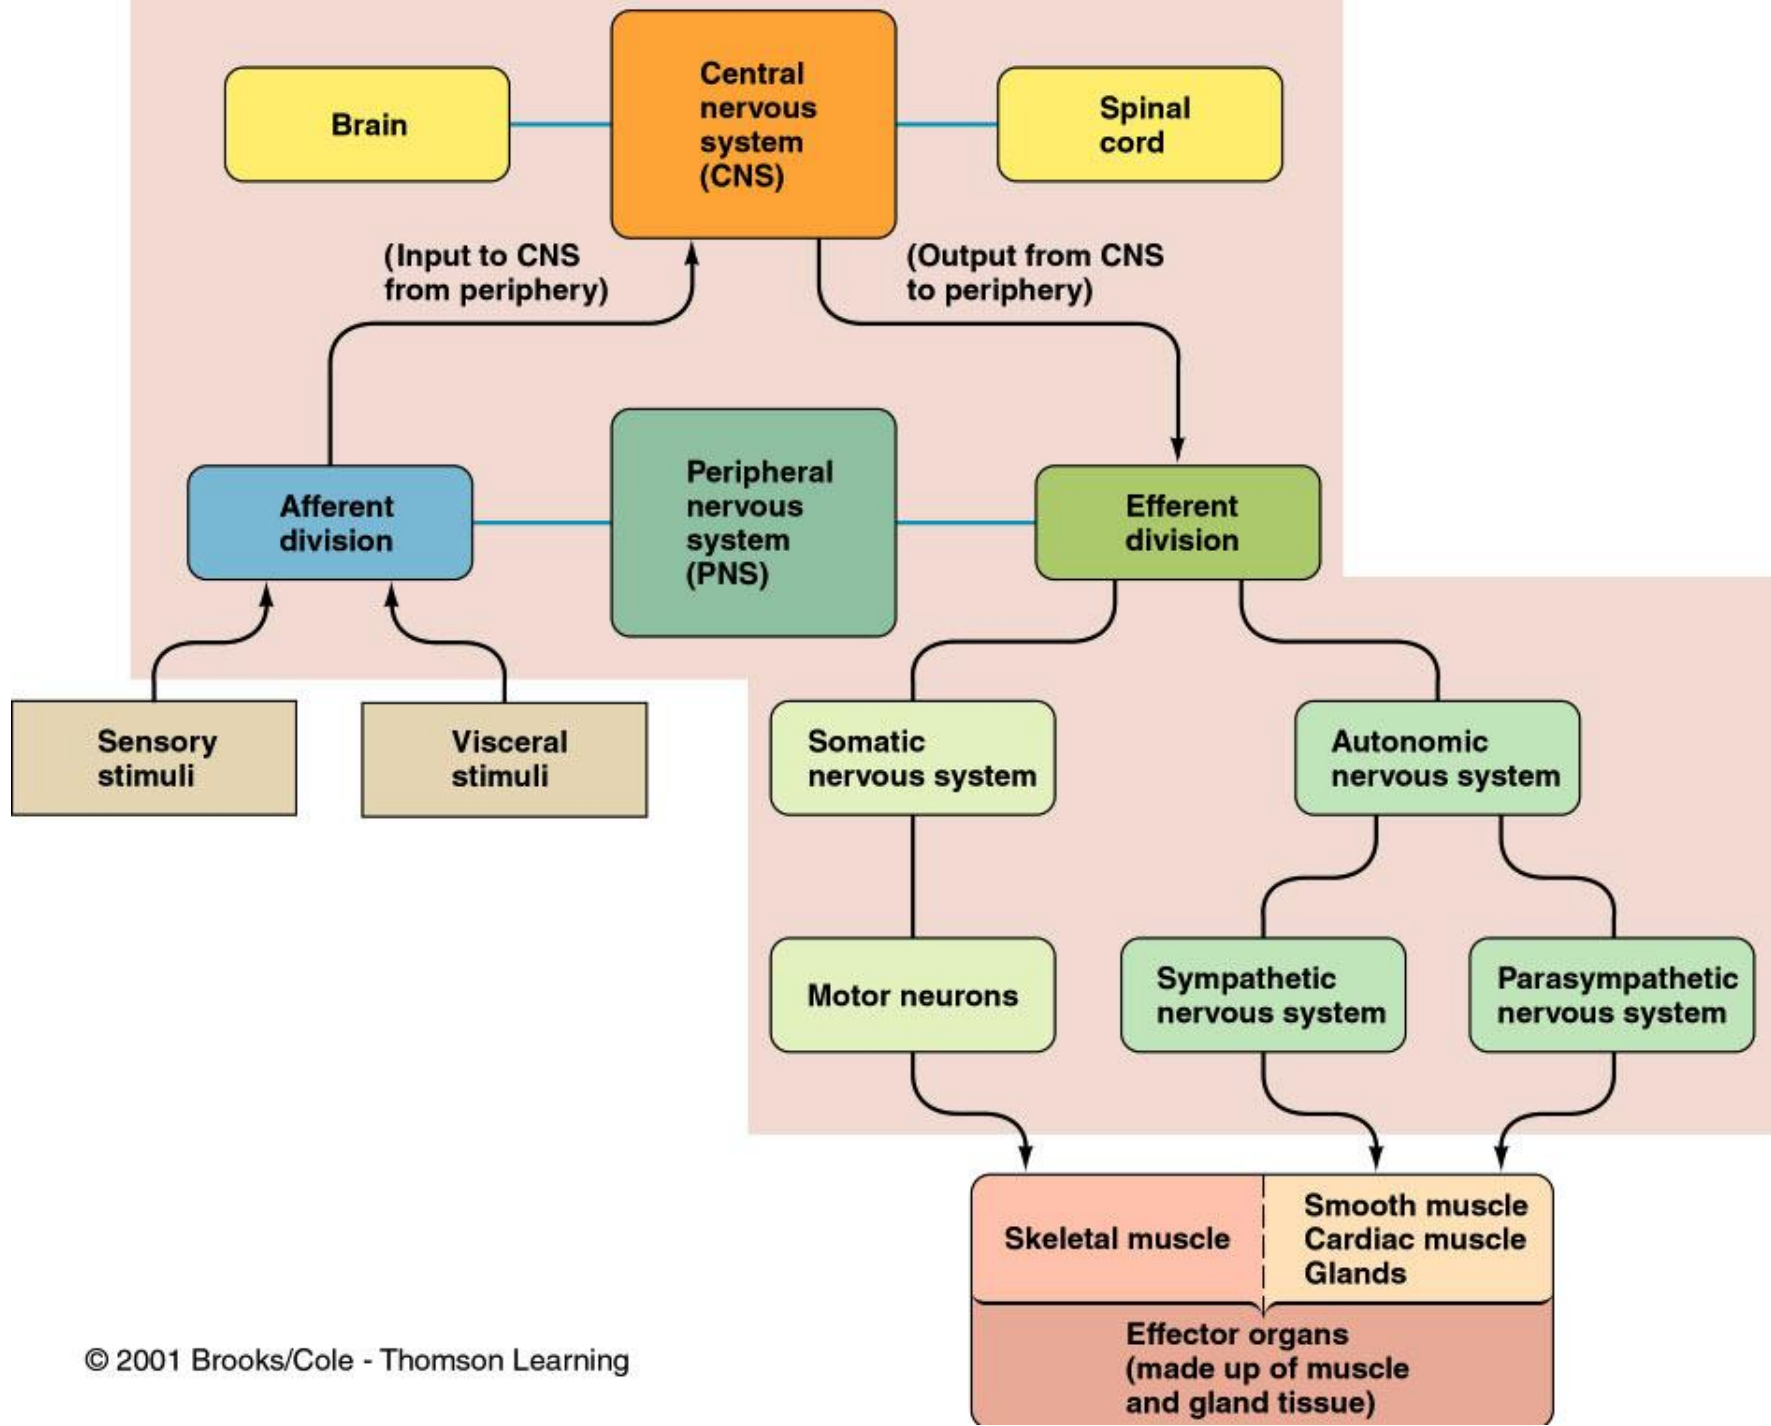 Central
nervous
system
(CNS)
Brain
Spinal
cord
(Input to CNS
from periphery)
(Output from CNS
to periphery)
Afferent
division
Peripheral
nervous
system
(PNS)
Efferent
division
Sensory
stimuli
Visceral
stimuli
Somatic
nervous system
Autonomic
nervous system
Motor neurons
Sympathetic
nervous system
Parasympathetic
nervous system
Skeletal muscle
Smooth muscle
Cardiac muscle
Glands
Effector organs
(made up of muscle
and gland tissue)
© 2001 Brooks/Cole - Thomson Learning